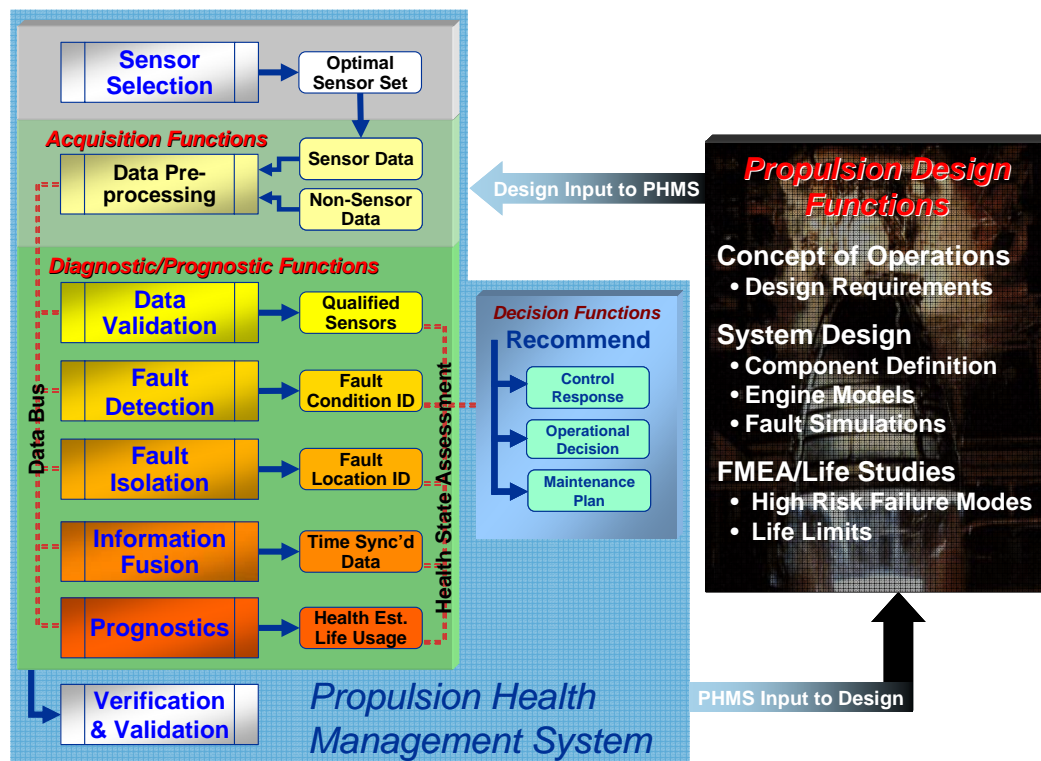 Sensor
Selection
Optimal
Sensor Set
Acquisition Functions
Data Pre-
processing
Sensor Data
Non-Sensor
Data
Diagnostic/Prognostic Functions
Data
Validation
Qualified
Sensors
Fault
Detection
Fault
Condition ID
Fault
Isolation
Fault
Location ID
Information
Fusion
Time Sync'd
Data
Prognostics
Health Est.
Life Usage
Data Bus
Health State Assessment
Verification
& Validation
Decision Functions
Recommend
Control
Response
Operational
Decision
Maintenance
Plan
Propulsion Health
Management System
Design Input to PHMS
Propulsion Design
Functions
Concept of Operations
• Design Requirements
System Design
• Component Definition
• Engine Models
• Fault Simulations
FMEA/Life Studies
• High Risk Failure Modes
• Life Limits
PHMS Input to Design